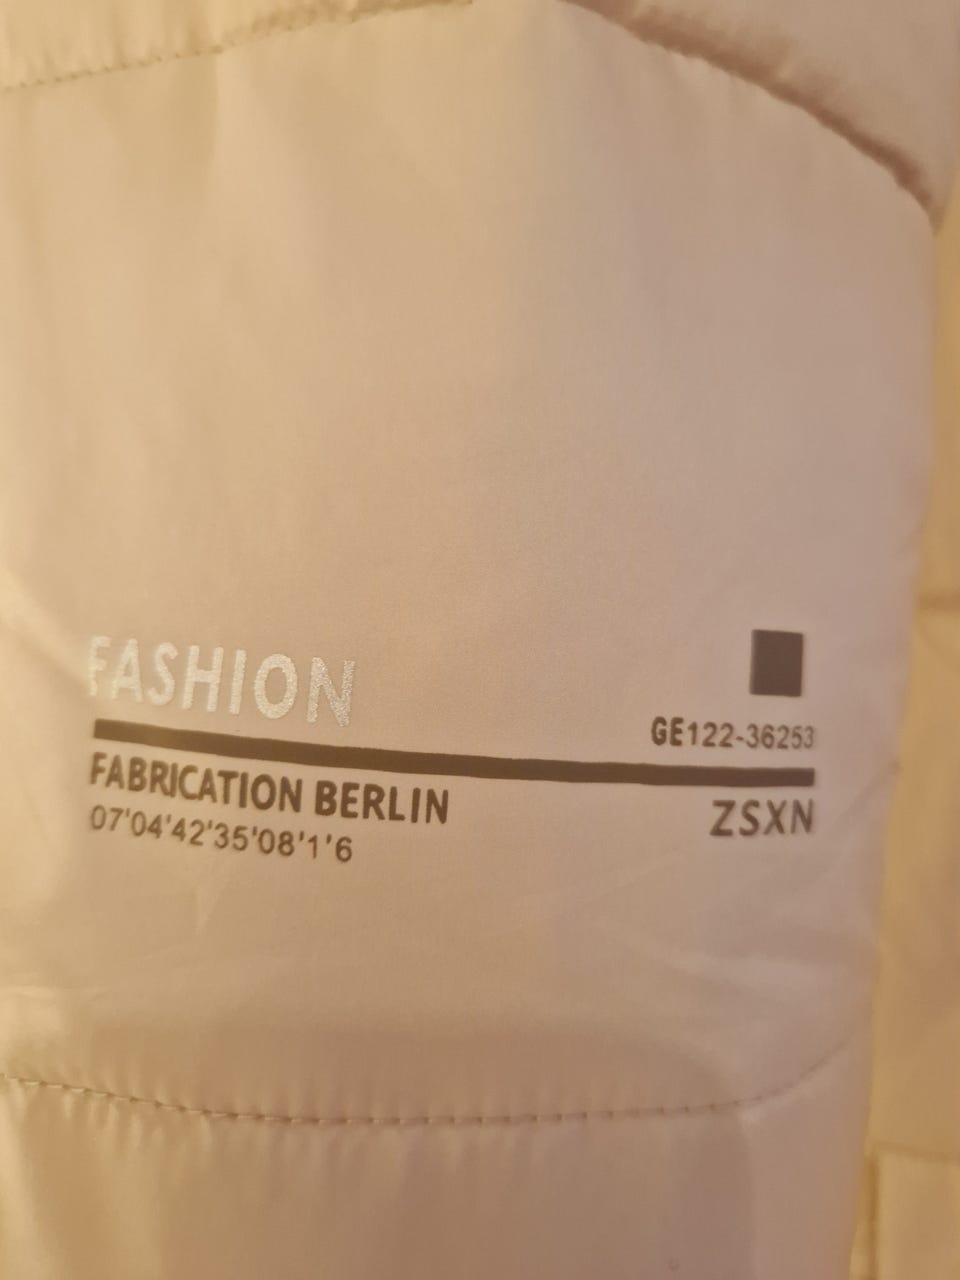 FASHION
GE122-36253
FABRICATION BERLIN
ZSXN
07'04'42'35'08'1'6